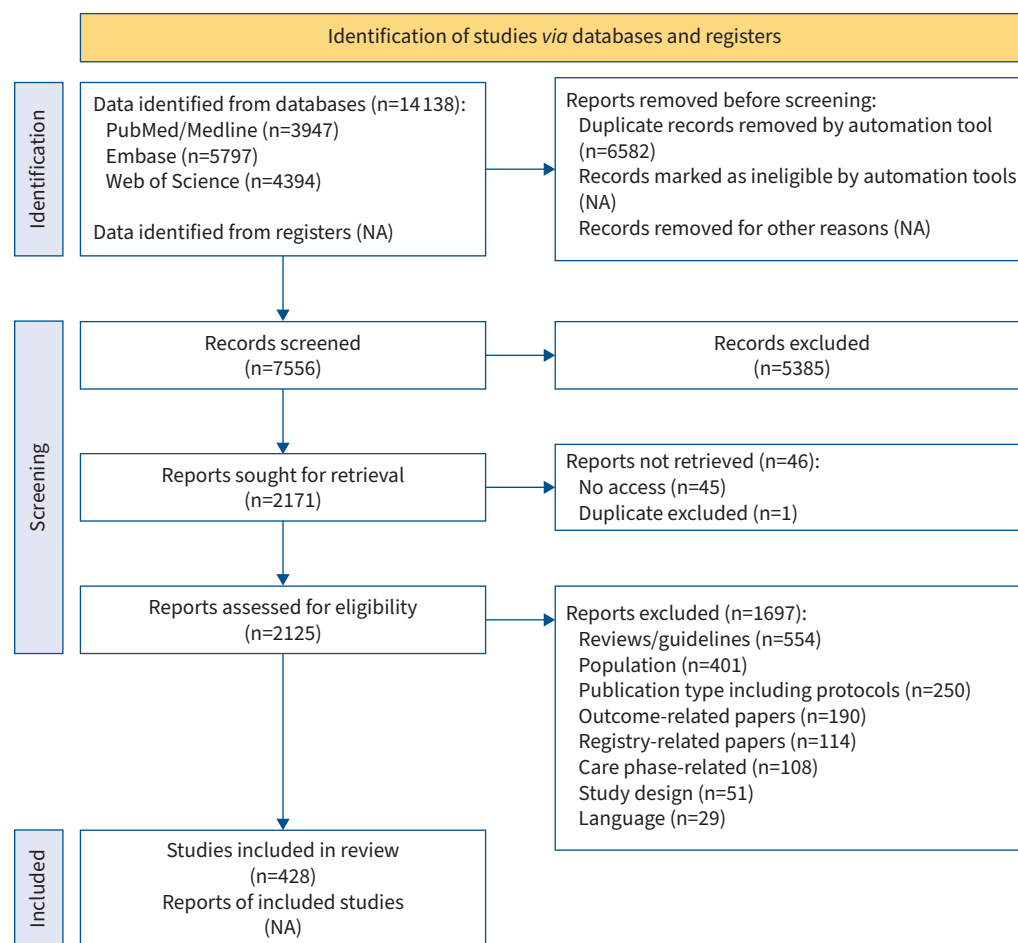 Identification of studies via databases and registers
Identification
Data identified from databases (n=14 138):
PubMed/Medline (n=3947)
Embase (n=5797)
Web of Science (n=4394)
Data identified from registers (NA)
Reports removed before screening:
Duplicate records removed by automation tool
(n=6582)
Records marked as ineligible by automation tools
(NA)
Records removed for other reasons (NA)
Screening
Records screened
(n=7556)
Records excluded
(n=5385)
Reports sought for retrieval
(n=2171)
Reports not retrieved (n=46):
No access (n=45)
Duplicate excluded (n=1)
Reports assessed for eligibility
(n=2125)
Reports excluded (n=1697):
Reviews/guidelines (n=554)
Population (n=401)
Publication type including protocols (n=250)
Outcome-related papers (n=190)
Registry-related papers (n=114)
Care phase-related (n=108)
Study design (n=51)
Language (n=29)
Included
Studies included in review
(n=428)
Reports of included studies
(NA)